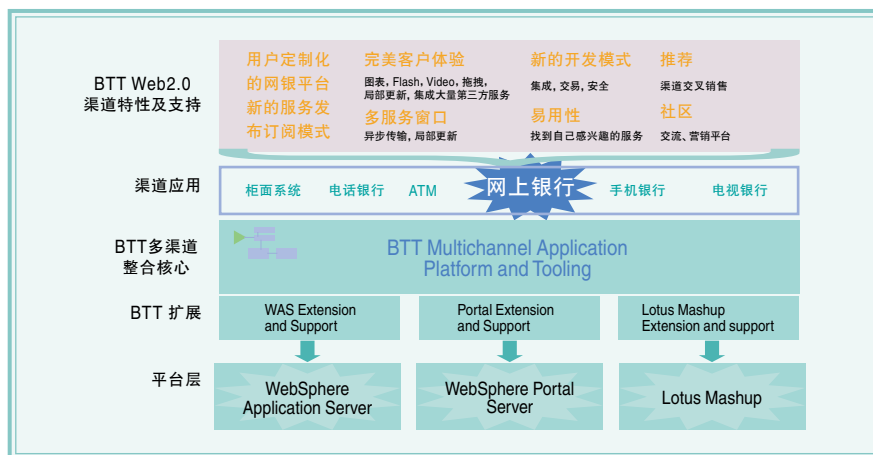 BTT Web2.0
渠道特性及支持
用户定制化
的网银平台
新的服务发
布订阅模式
完美客户体验
图表, Flash, Video, 拖拽,
局部更新, 集成大量第三方服务
多服务窗口
异步传输, 局部更新
新的开发模式
集成, 交易, 安全
易用性
找到自己感兴趣的服务
推荐
渠道交叉销售
社区
交流、营销平台
渠道应用
柜面系统
电话银行
ATM
网上银行
手机银行
电视银行
BTT多渠道
整合核心
BTT Multichannel Application
Platform and Tooling
BTT 扩展
WAS Extension
and Support
Portal Extension
and Support
Lotus Mashup
Extension and support
平台层
WebSphere
Application Server
WebSphere Portal
Server
Lotus Mashup